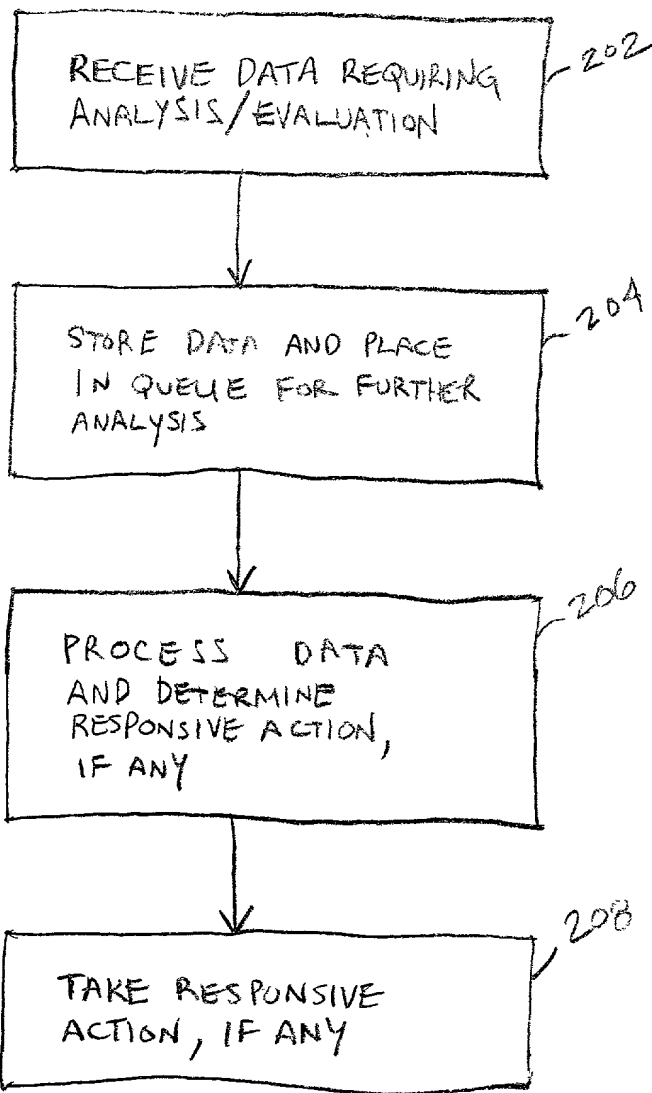 RECEIVE DATA REQUIRING
ANALYSIS/EVALUATION
202
STORE DATA AND PLACE
IN QUEUE FOR FURTHER
ANALYSIS
204
PROCESS DATA
AND DETERMINE
RESPONSIVE ACTION,
IF ANY
206
TAKE RESPONSIVE
ACTION, IF ANY
208